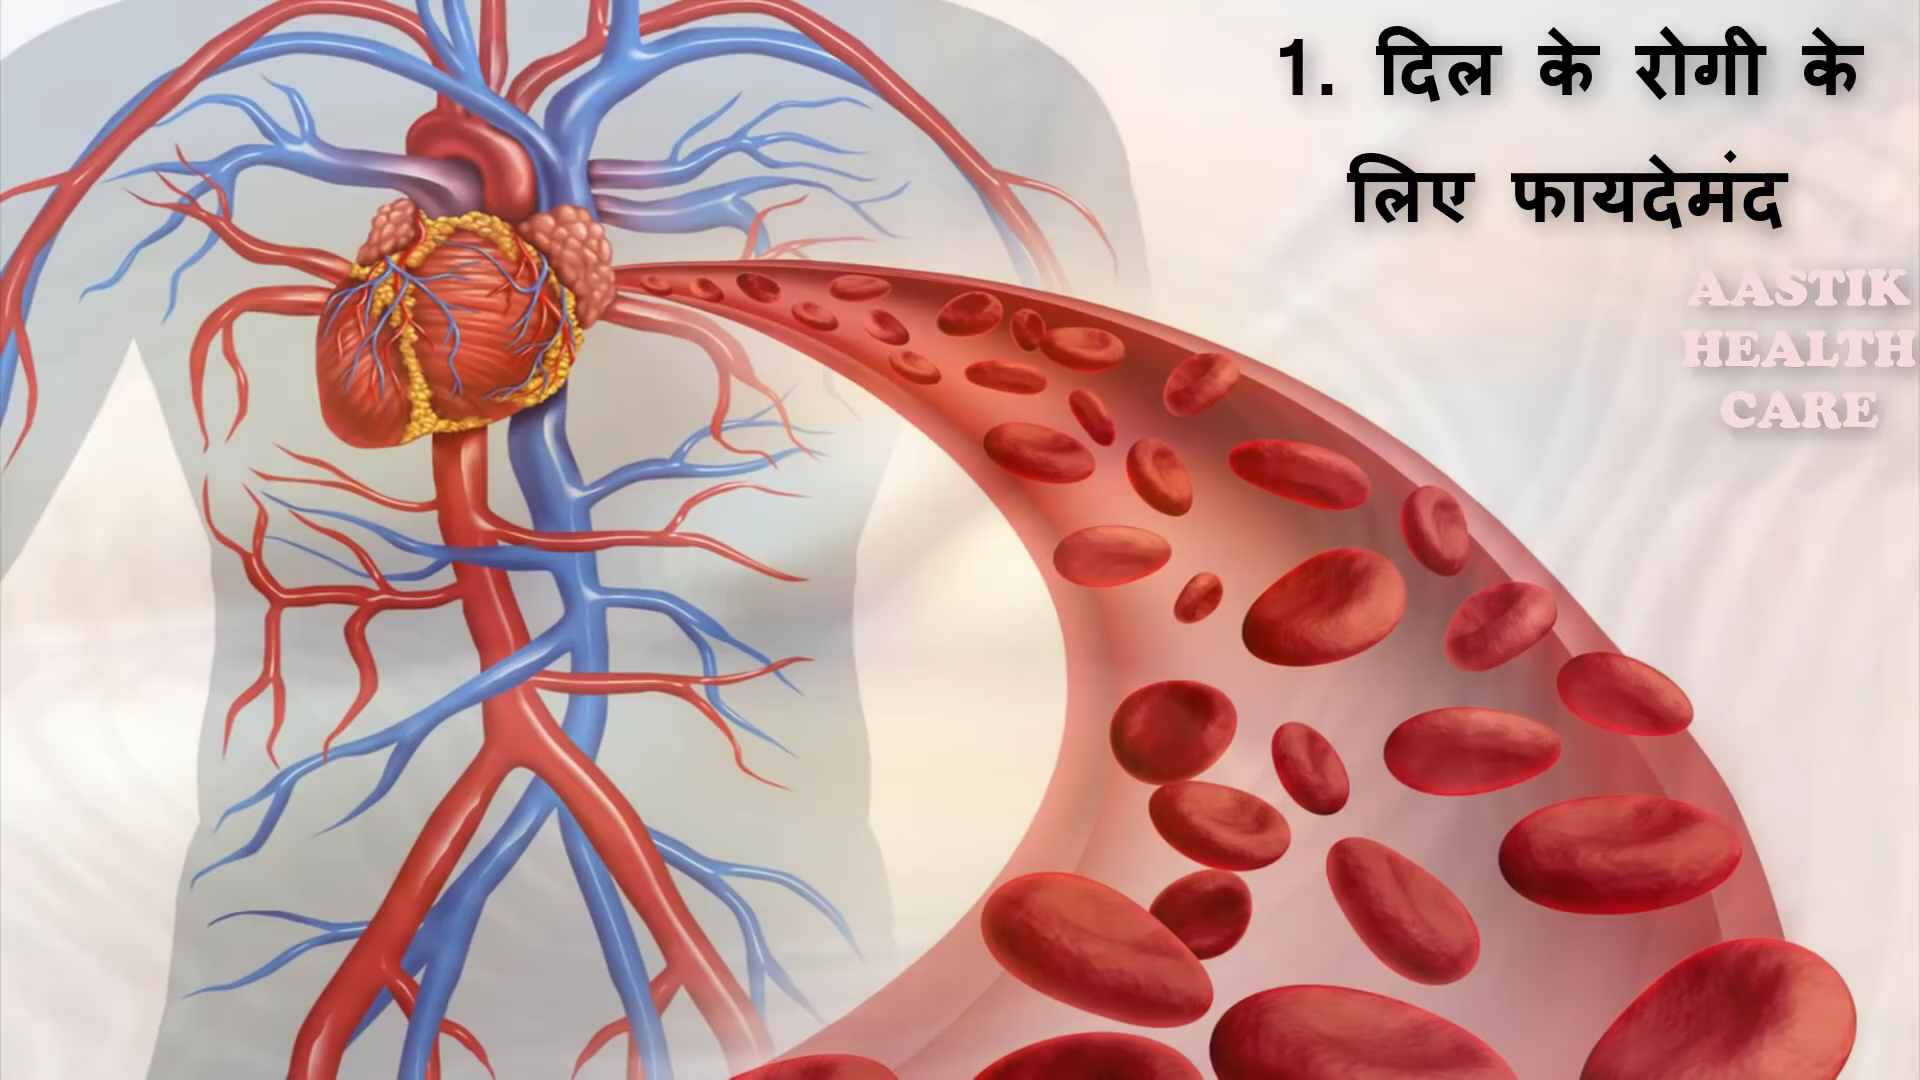 1. दिल के रोगी के
लिए फायदेमंद
AASTIK
HEALTH
CARE